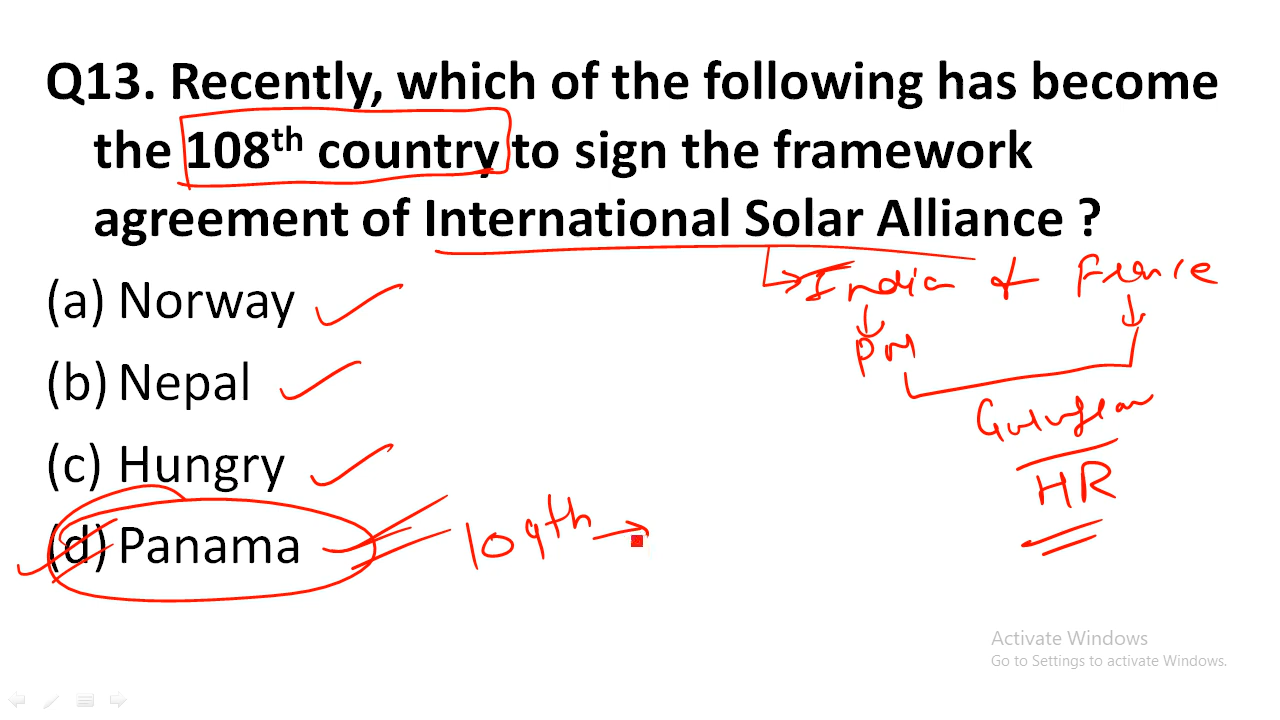 Q13. Recently, which of the following has become
the 108th country to sign the framework
agreement of International Solar Alliance ?
India & France
(a) Norway
PM
(b) Nepal
(c) Hungry
HR
(d) Panama
109th
Activate Windows
Go to Settings to activate Windows.